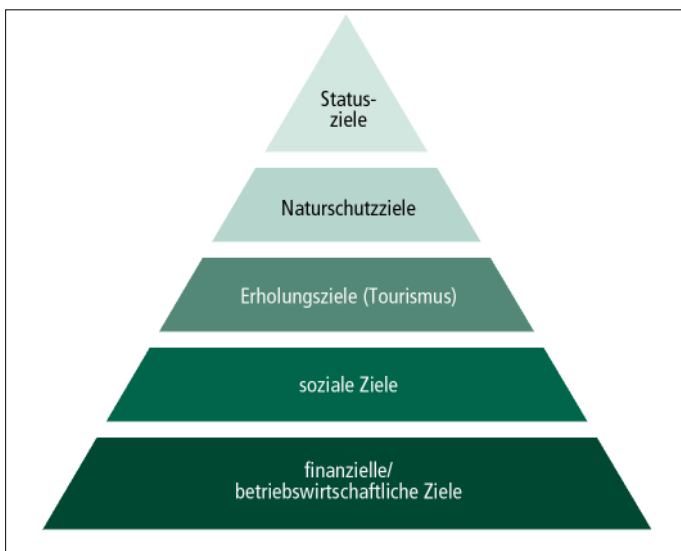 Status-
ziele
Naturschutzziele
Erholungsziele (Tourismus)
soziale Ziele
finanzielle/
betriebswirtschaftliche Ziele